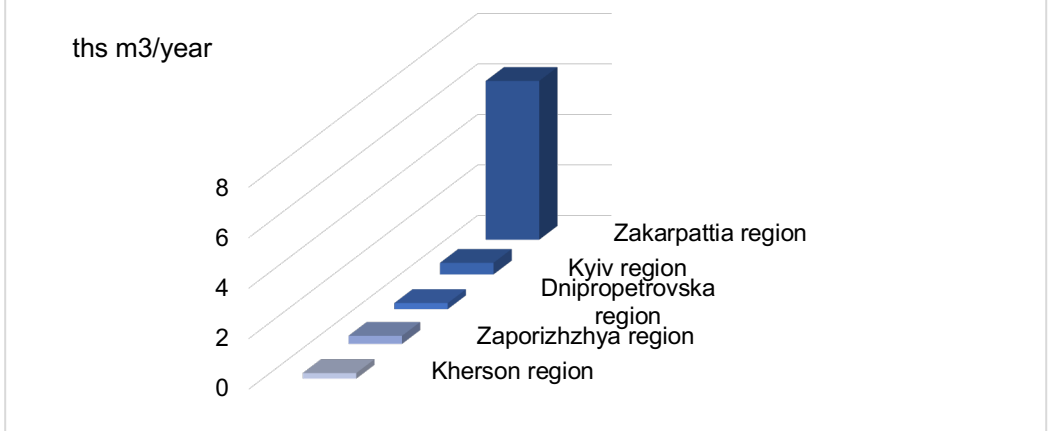 ths m3/year
8
6
4
2
0
Zakarpattia region
Kyiv region
Dnipropetrovska
region
Zaporizhzhya region
Kherson region